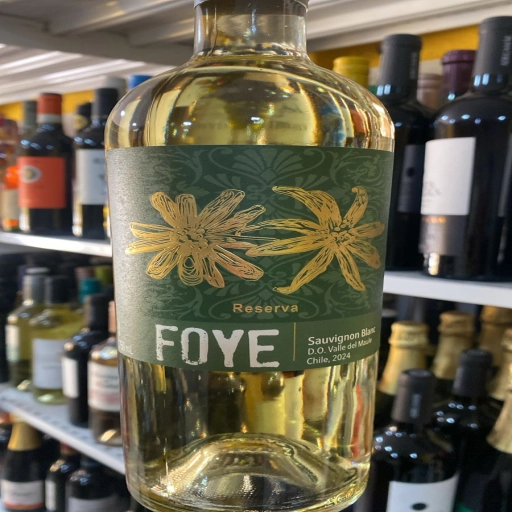 Reserva
FOYE
Sauvignon Blanc
D.O. Valle del Maule
Chile, 2024